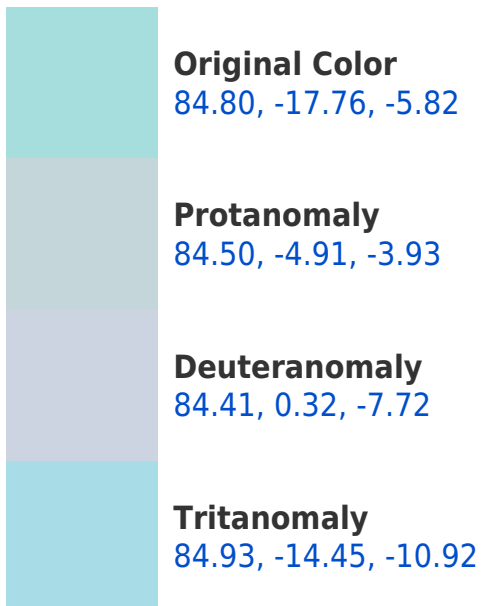 Original Color
84.80, -17.76, -5.82
Protanomaly
84.50, -4.91, -3.93
Deuteranomaly
84.41, 0.32, -7.72
Tritanomaly
84.93, -14.45, -10.92